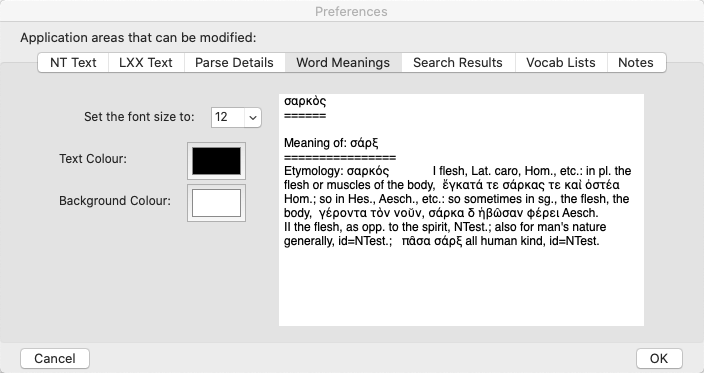 Preferences
Application areas that can be modified:
NT Text LXX Text Parse Details Word Meanings Search Results Vocab Lists Notes
Set the font size to: 12
Text Colour:
Background Colour:
σαρκὸς
======
Meaning of: σάρξ
================
Etymology: σαρκός I flesh, Lat. caro, Hom., etc.: in pl. the
flesh or muscles of the body, ἔγκατά τε σάρκας τε καὶ ὀστέα
Hom.; so in Hes., Aesch., etc.: so sometimes in sg., the flesh, the
body, γέροντα τὸν νοῦν, σάρκα δ ἡβῶσαν φέρει Aesch.
II the flesh, as opp. to the spirit, NTest.; also for man's nature
generally, id=NTest.; πᾶσα σάρξ all human kind, id=NTest.
Cancel OK